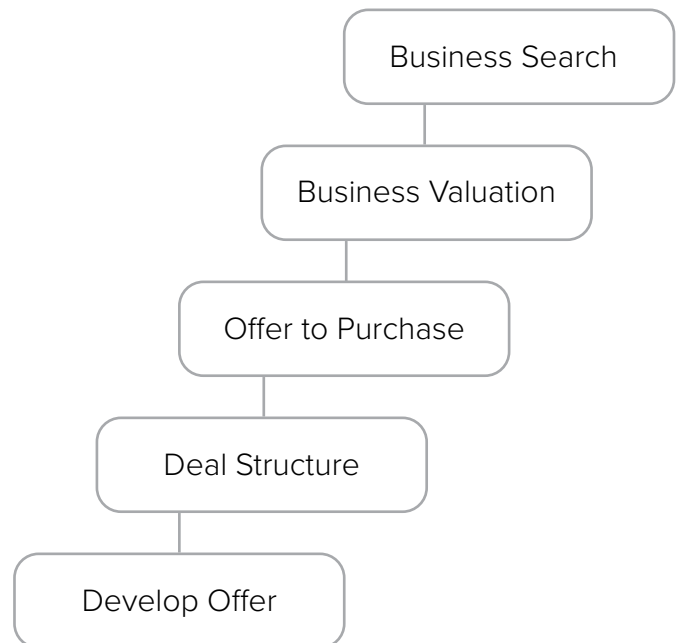 Business Search
Business Valuation
Offer to Purchase
Deal Structure
Develop Offer